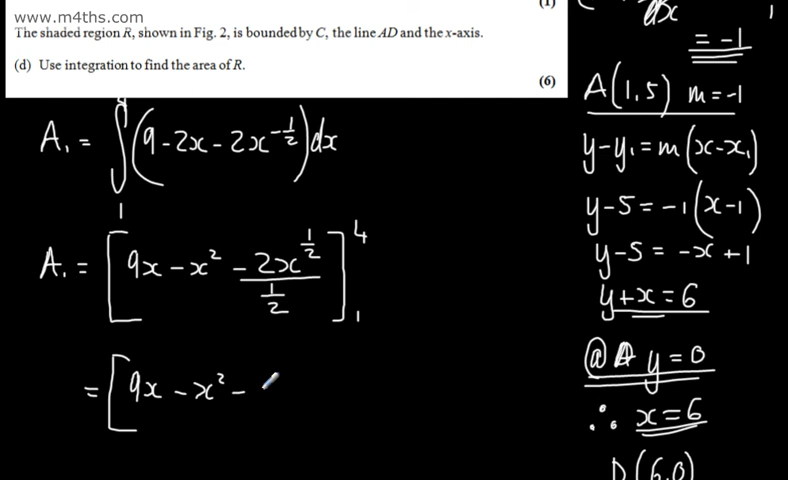 www.m4ths.com
(1)
The shaded region R, shown in Fig. 2, is bounded by C, the line AD and the x-axis.
(d) Use integration to find the area of R.
(6)
A₁ = ∫₁ (9 - 2x - 2x^(-1/2)) dx
A₁ = [9x - x² - 2x^(1/2) / (1/2)]₁⁴
= [9x - x² -
dx
= -1
A(1,5) m = -1
y - y₁ = m(x - x₁)
y - 5 = -1(x - 1)
y - 5 = -x + 1
y + x = 6
@ y = 0
∴ x = 6
D(6,0)